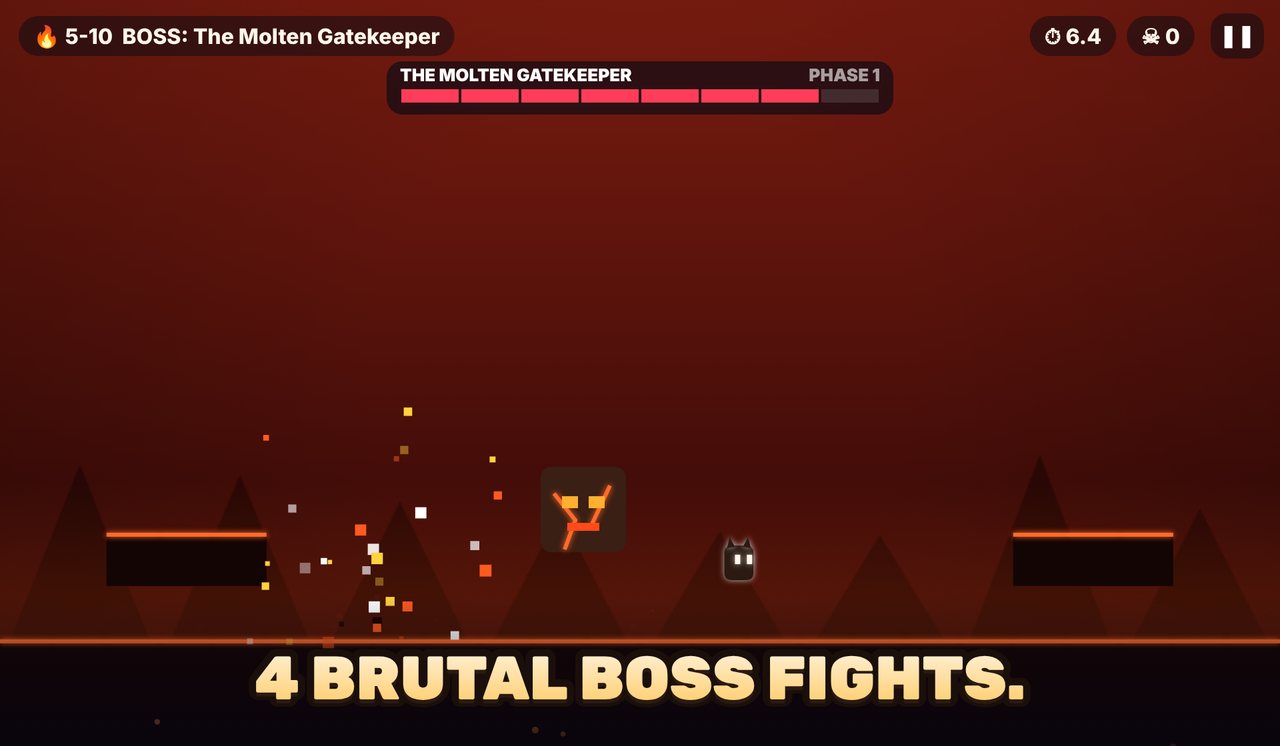 🔥 5-10 BOSS: The Molten Gatekeeper
⏱ 6.4
☠ 0
THE MOLTEN GATEKEEPER
PHASE 1
4 BRUTAL BOSS FIGHTS.